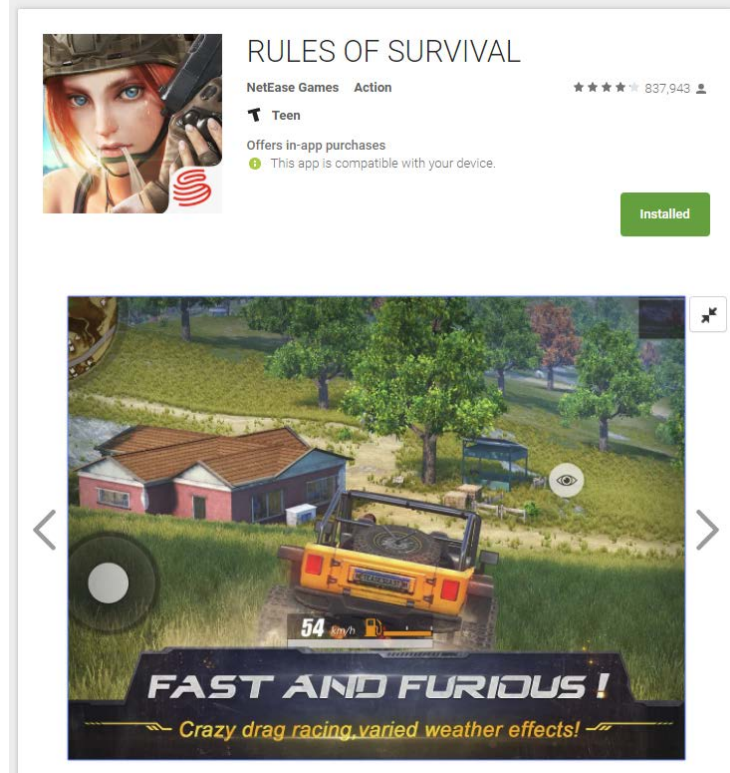 RULES OF SURVIVAL
NetEase Games Action 837,943
T Teen
Offers in-app purchases
This app is compatible with your device.
Installed
54 km/h
FAST AND FURIOUS !
Crazy drag racing,varied weather effects!